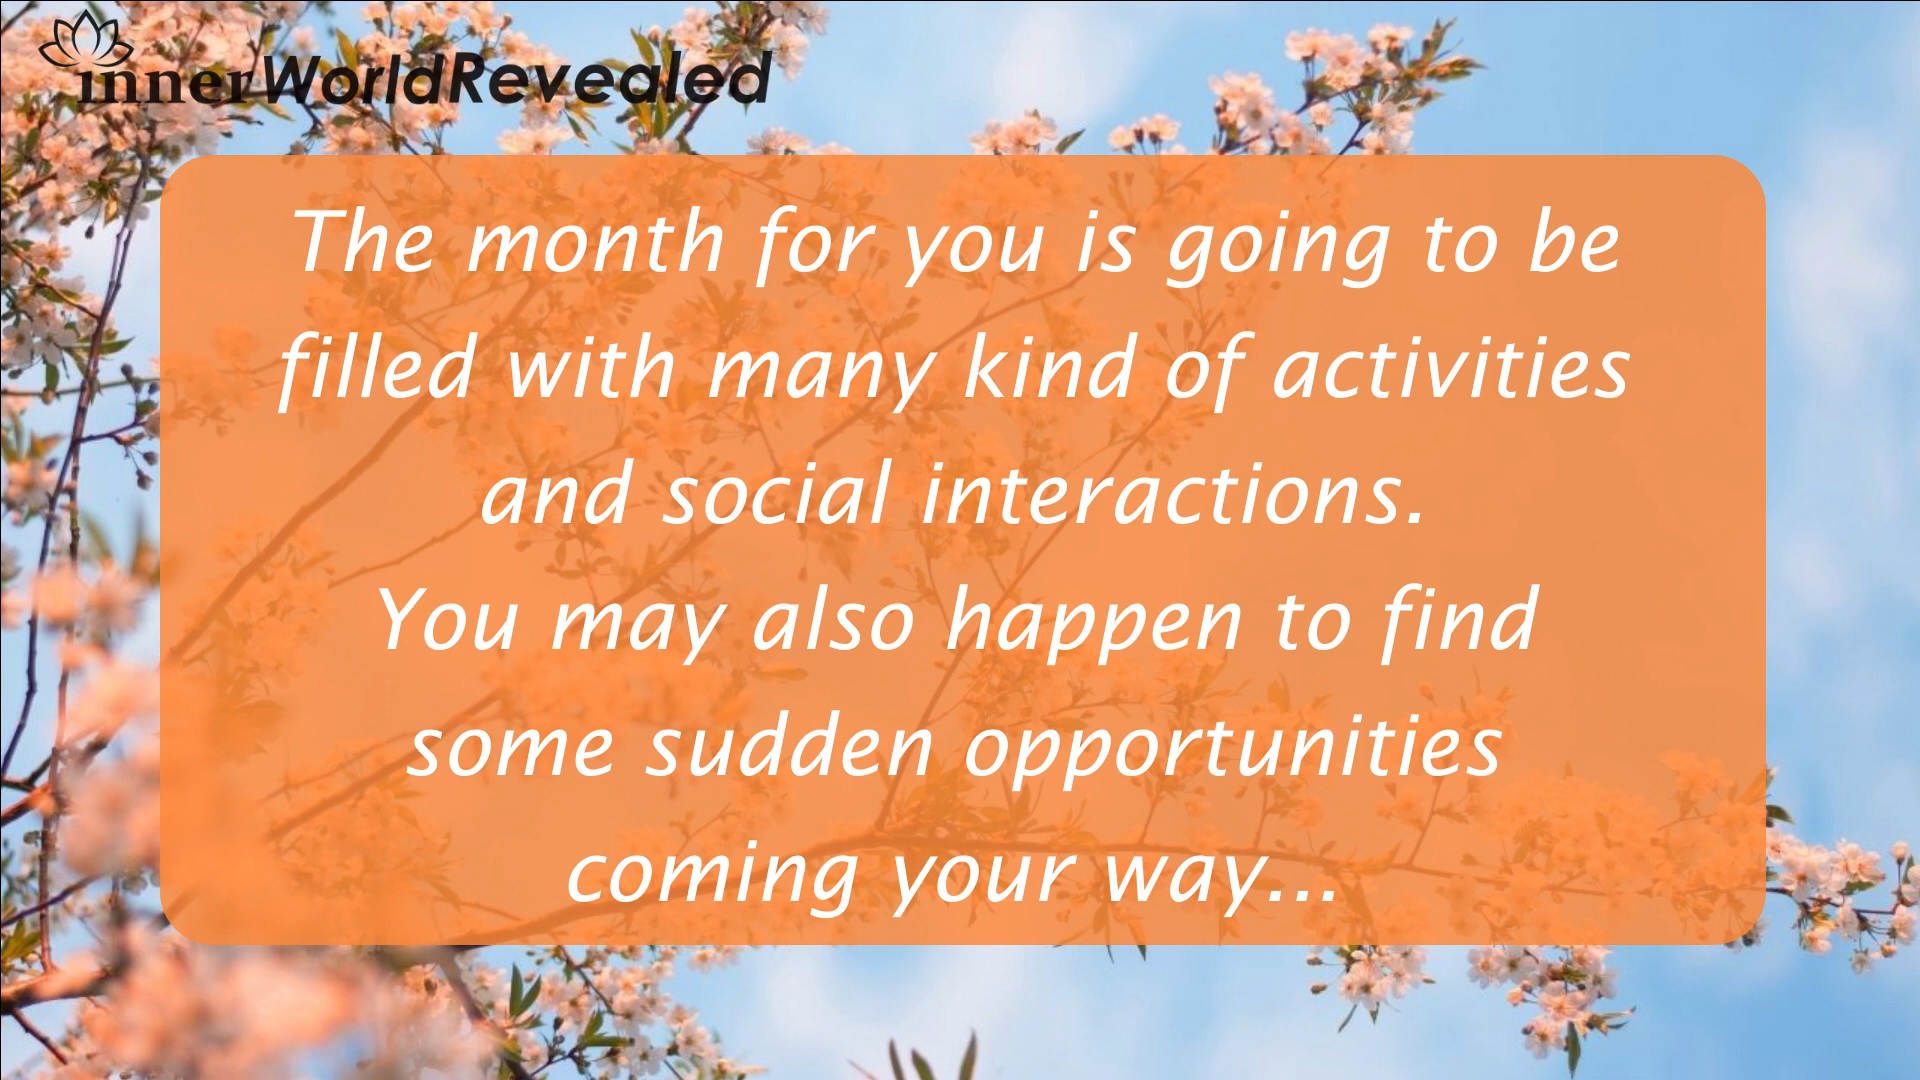 innerWorldRevealed
The month for you is going to be
filled with many kind of activities
and social interactions.
You may also happen to find
some sudden opportunities
coming your way...